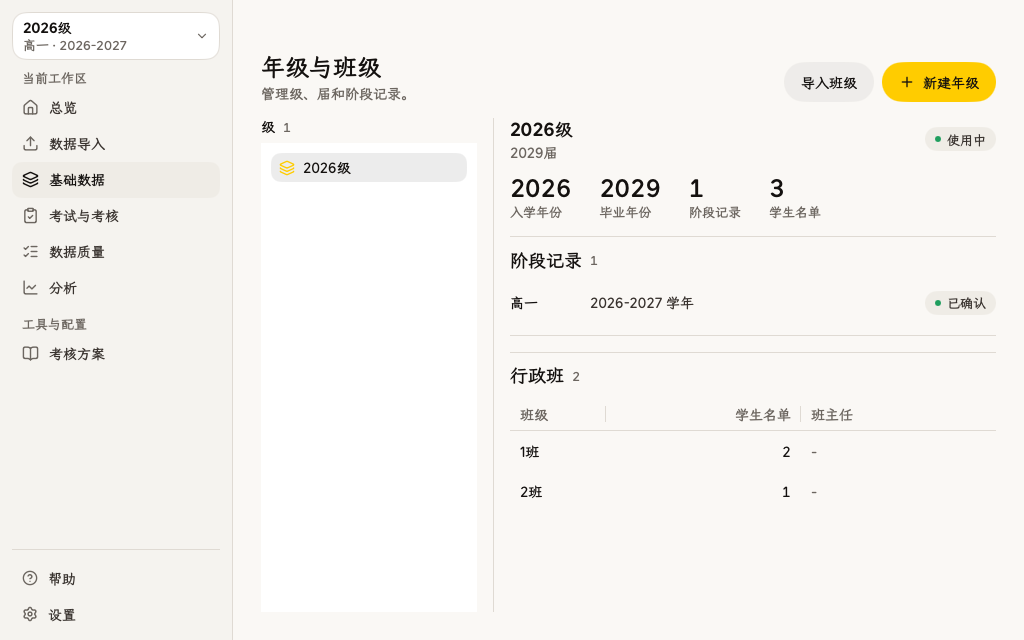 2026级
高一 · 2026-2027
当前工作区
总览
数据导入
基础数据
考试与考核
数据质量
分析
工具与配置
考核方案
帮助
设置
年级与班级
管理级、届和阶段记录。
导入班级
新建年级
级 1
2026级
2026级
2029届
使用中
2026 2029 1 3
入学年份 毕业年份 阶段记录 学生名单
阶段记录 1
高一 2026-2027 学年 已确认
行政班 2
班级 学生名单 班主任
1班 2 -
2班 1 -